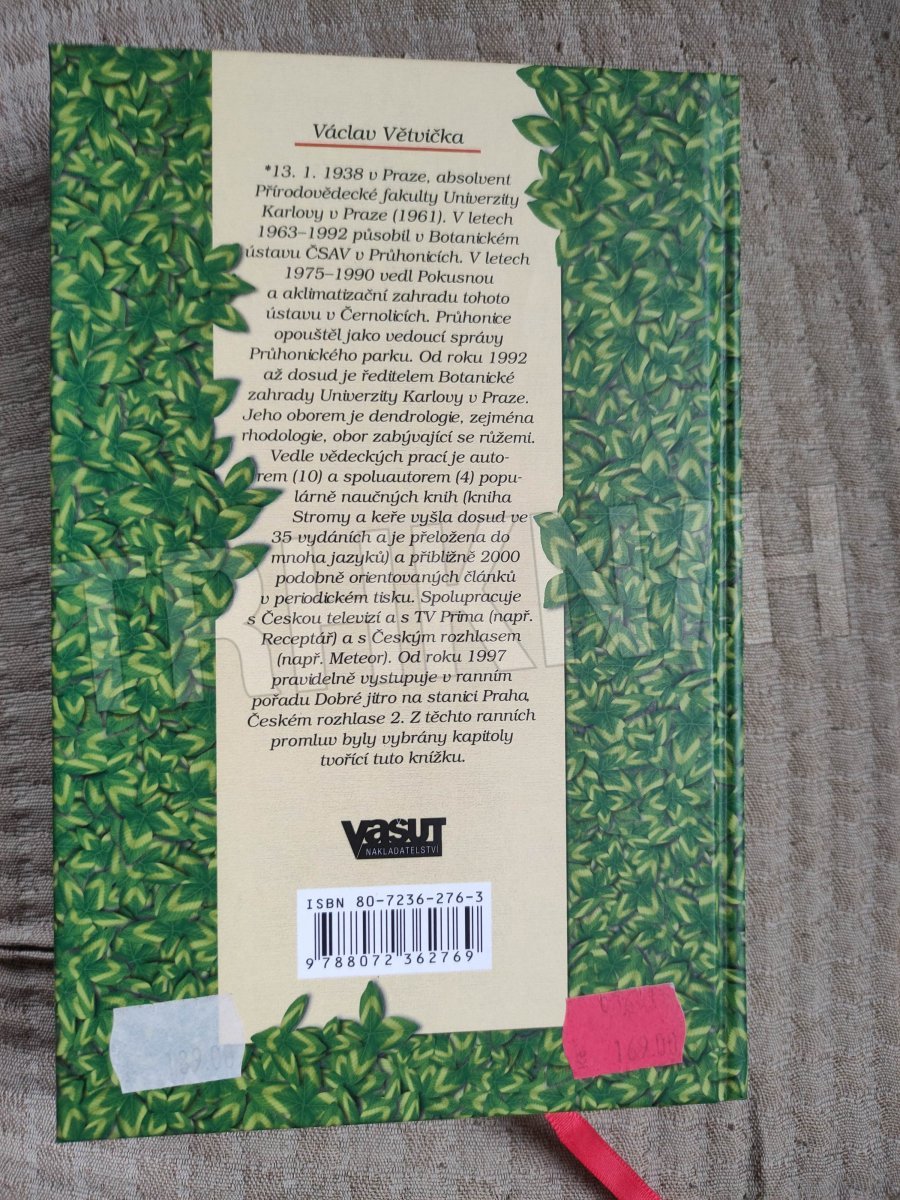 Václav Větvička
*13. 1. 1938 v Praze, absolvent
Přírodovědecké fakulty Univerzity
Karlovy v Praze (1961). V letech
1963–1992 působil v Botanickém
ústavu ČSAV v Průhonicích. V letech
1975–1990 vedl Pokusnou
a aklimatizační zahradu tohoto
ústavu v Černolicích. Průhonice
opouštěl jako vedoucí správy
Průhonického parku. Od roku 1992
až dosud je ředitelem Botanické
zahrady Univerzity Karlovy v Praze.
Jeho oborem je dendrologie, zejména
rhodologie, obor zabývající se růžemi.
Vedle vědeckých prací je auto-
rem (10) a spoluautorem (4) popu-
lárně naučných knih (kniha
Stromy a keře vyšla dosud ve
35 vydáních a je přeložena do
mnoha jazyků) a přibližně 2000
podobně orientovaných článků
v periodickém tisku. Spolupracuje
s Českou televizí a s TV Prima (např.
Receptář) a s Českým rozhlasem
(např. Meteor). Od roku 1997
pravidelně vystupuje v ranním
pořadu Dobré jitro na stanici Praha,
Českém rozhlase 2. Z těchto ranních
promluv byly vybrány kapitoly
tvořící tuto knížku.
Vašut
NAKLADATELSTVÍ
ISBN 80-7236-276-3
9 788072 362769
169.00